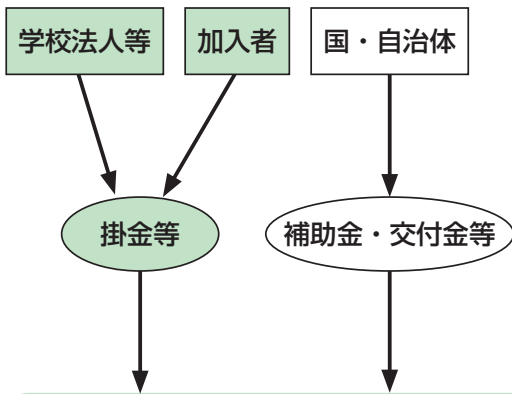 学校法人等
加入者
国・自治体
掛金等
補助金・交付金等